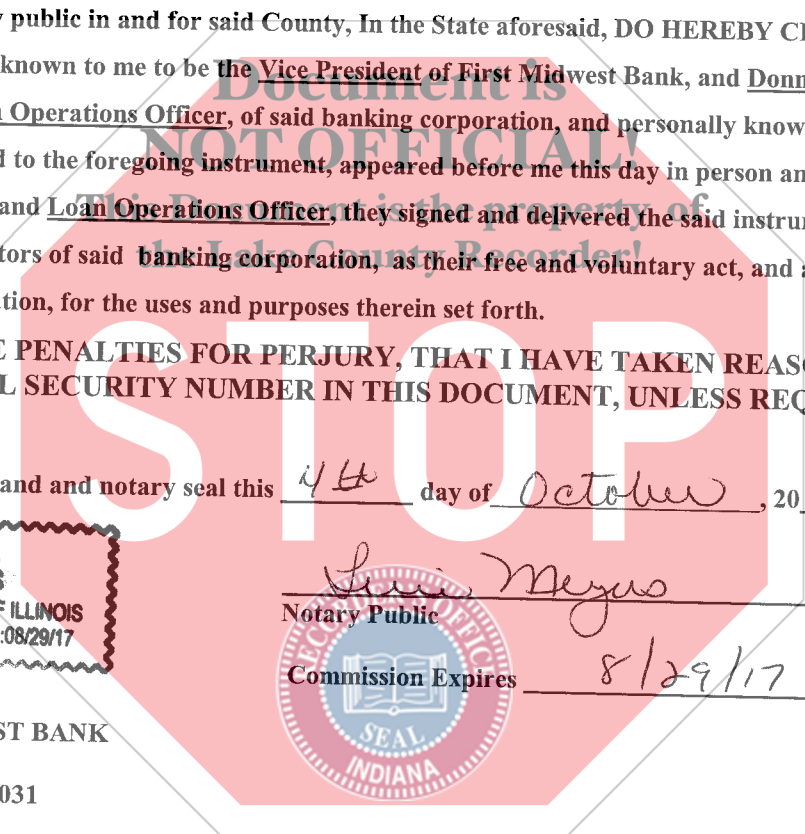 y public in and for said County, In the State aforesaid, DO HEREBY CE
known to me to be the Vice President of First Midwest Bank, and Donn
n Operations Officer, of said banking corporation, and personally know
d to the foregoing instrument, appeared before me this day in person an
and Loan Operations Officer, they signed and delivered the said instrum
tors of said banking corporation, as their free and voluntary act, and a
ation, for the uses and purposes therein set forth.
E PENALTIES FOR PERJURY, THAT I HAVE TAKEN REASO
L SECURITY NUMBER IN THIS DOCUMENT, UNLESS REQ
Document is
NOT OFFICIAL!
This Document is the property of
the Lake County Recorder!
STOP
and and notary seal this 4th day of October, 20
F ILLINOIS
:08/29/17
Meyers
Notary Public
Commission Expires 8/29/17
SEAL
INDIANA
ST BANK
031